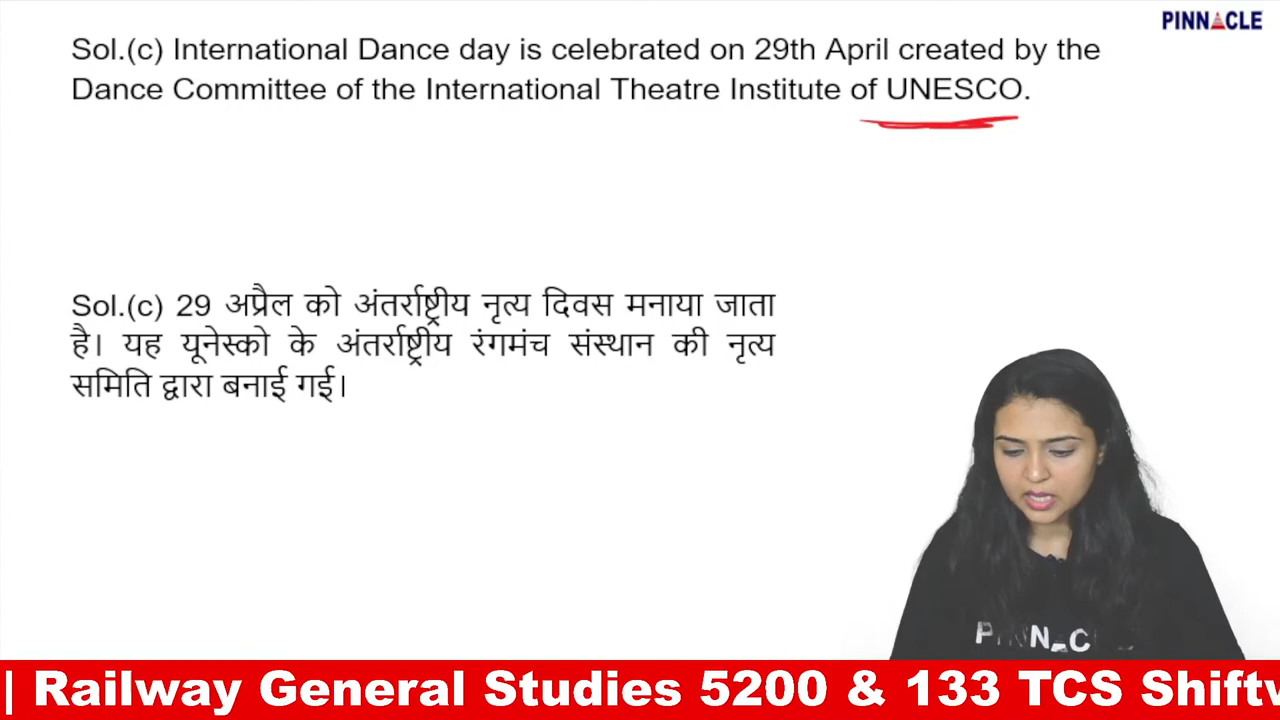 PINNACLE
Sol.(c) International Dance day is celebrated on 29th April created by the
Dance Committee of the International Theatre Institute of UNESCO.
Sol.(c) 29 अप्रैल को अंतर्राष्ट्रीय नृत्य दिवस मनाया जाता
है। यह यूनेस्को के अंतर्राष्ट्रीय रंगमंच संस्थान की नृत्य
समिति द्वारा बनाई गई।
| Railway General Studies 5200 & 133 TCS Shiftw